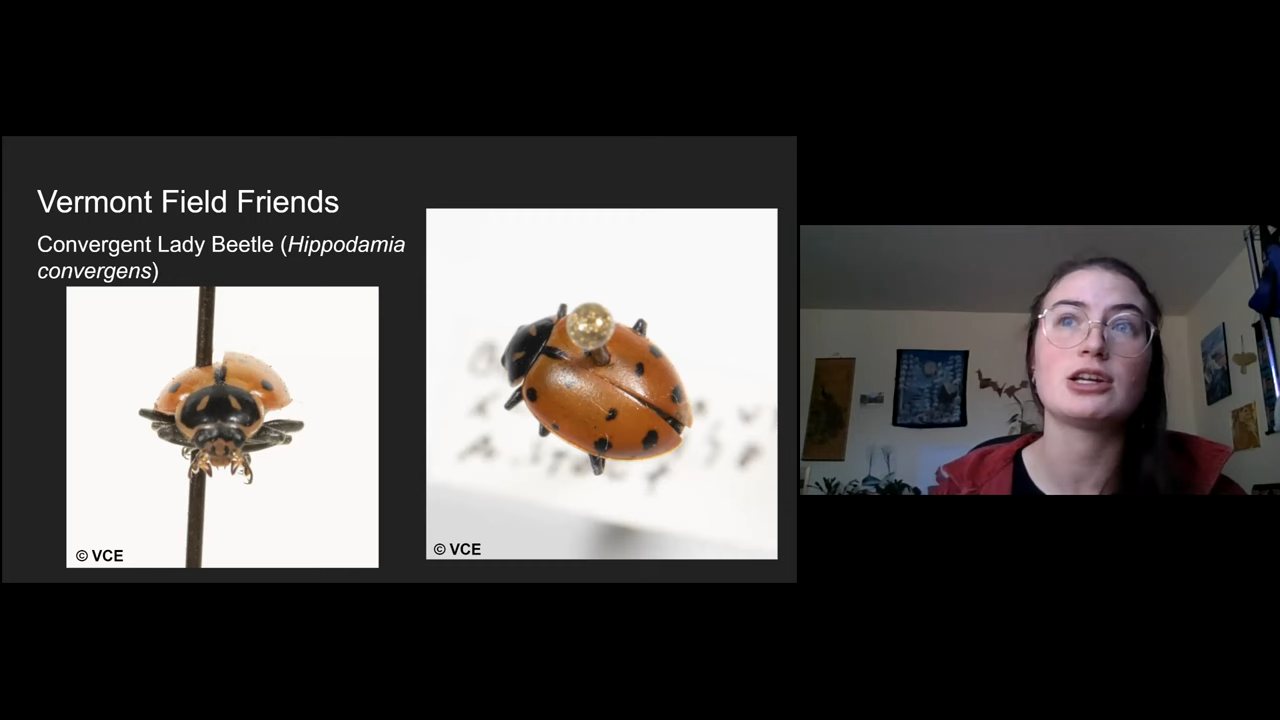 Vermont Field Friends
Convergent Lady Beetle (Hippodamia
convergens)
© VCE
© VCE